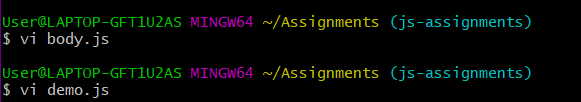 User@LAPTOP-GFT1U2AS MINGW64 ~/Assignments (js-assignments)
$ vi body.js
User@LAPTOP-GFT1U2AS MINGW64 ~/Assignments (js-assignments)
$ vi demo.js